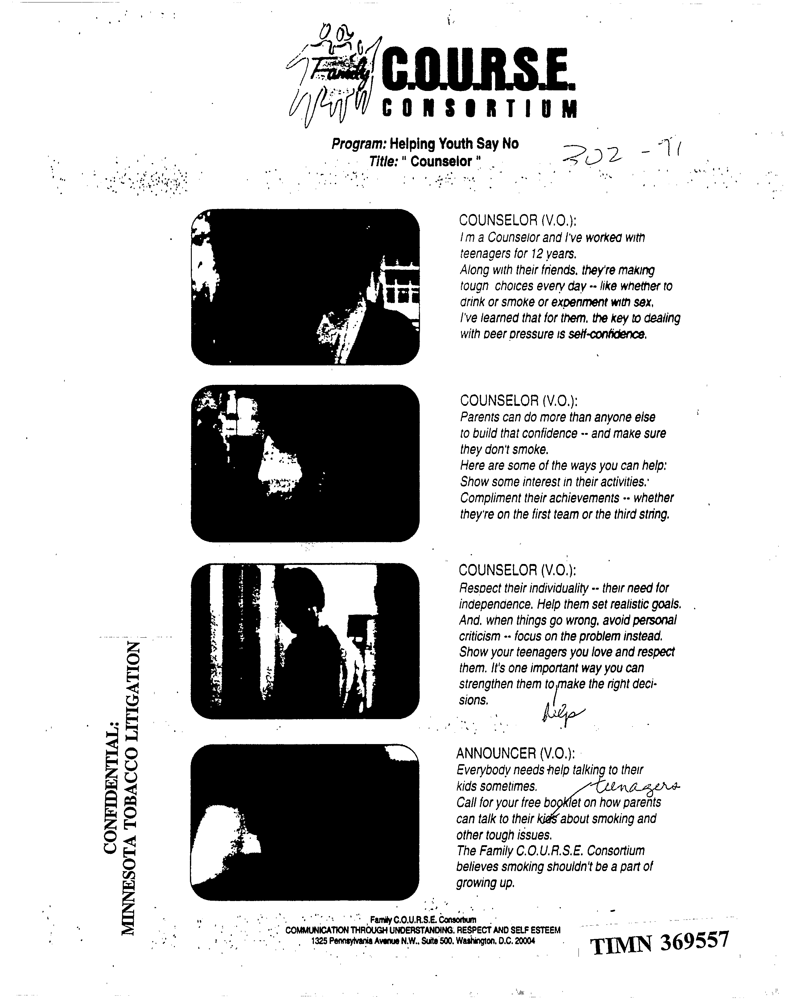 Family C.O.U.R.S.E.
CONSORTIUM
Program: Helping Youth Say No
Title: " Counselor "
302 - 71
COUNSELOR (V.O.):
I m a Counselor and I've worked with
teenagers for 12 years.
Along with their friends, they're making
tough choices every day -- like whether to
drink or smoke or experiment with sex.
I've learned that for them, the key to dealing
with peer pressure is self-confidence.
COUNSELOR (V.O.):
Parents can do more than anyone else
to build that confidence -- and make sure
they don't smoke.
Here are some of the ways you can help:
Show some interest in their activities.
Compliment their achievements -- whether
they're on the first team or the third string.
COUNSELOR (V.O.):
Respect their individuality -- their need for
independence. Help them set realistic goals.
And, when things go wrong, avoid personal
criticism -- focus on the problem instead.
Show your teenagers you love and respect
them. It's one important way you can
strengthen them to make the right deci-
sions.
help
ANNOUNCER (V.O.):
Everybody needs help talking to their
kids sometimes.
teenagers
Call for your free booklet on how parents
can talk to their kids about smoking and
other tough issues.
The Family C.O.U.R.S.E. Consortium
believes smoking shouldn't be a part of
growing up.
CONFIDENTIAL:
MINNESOTA TOBACCO LITIGATION
Family C.O.U.R.S.E. Consortium
COMMUNICATION THROUGH UNDERSTANDING, RESPECT AND SELF ESTEEM
1325 Pennsylvania Avenue N.W., Suite 500, Washington, D.C. 20004
TIMN 369557